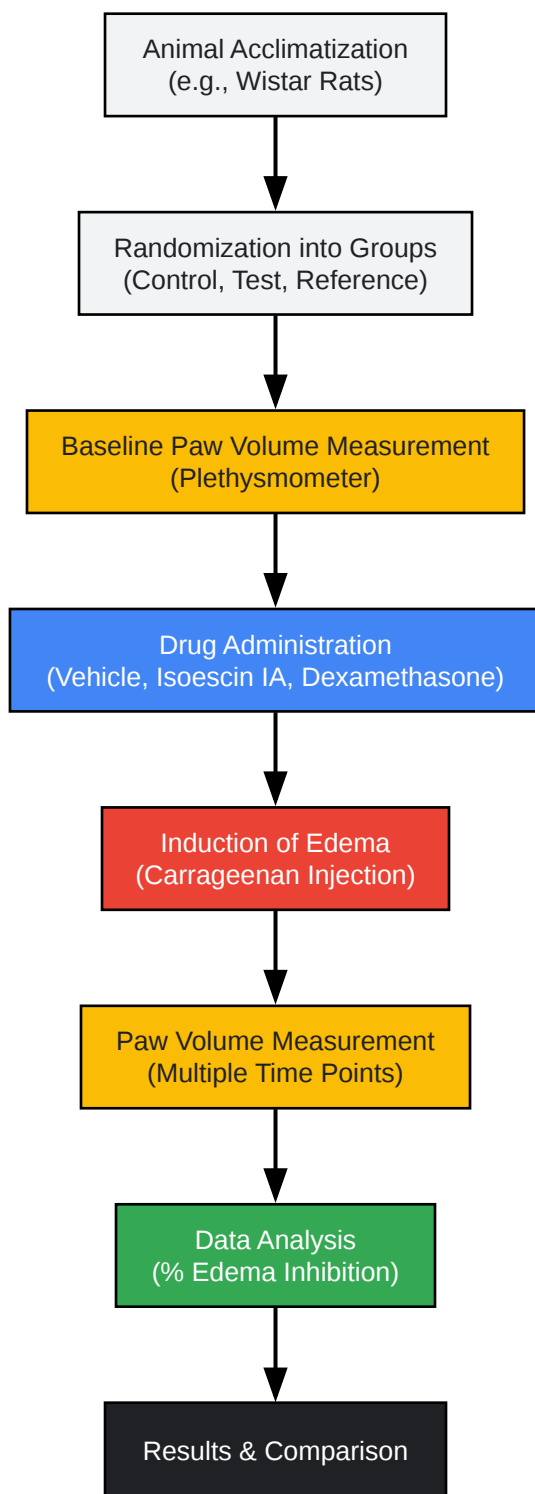 Animal Acclimatization
(e.g., Wistar Rats)
Randomization into Groups
(Control, Test, Reference)
Baseline Paw Volume Measurement
(Plethysmometer)
Drug Administration
(Vehicle, Isoescin IA, Dexamethasone)
Induction of Edema
(Carrageenan Injection)
Paw Volume Measurement
(Multiple Time Points)
Data Analysis
(% Edema Inhibition)
Results & Comparison